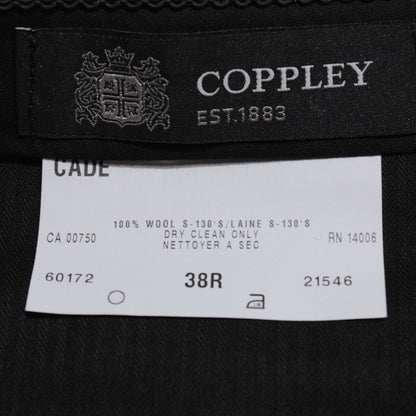 COPPLEY
EST.1883
CADE
100% WOOL S-130'S/LAINE S-130'S
CA 00750 DRY CLEAN ONLY RN 14006
NETTOYER A SEC
60172 38R 21546